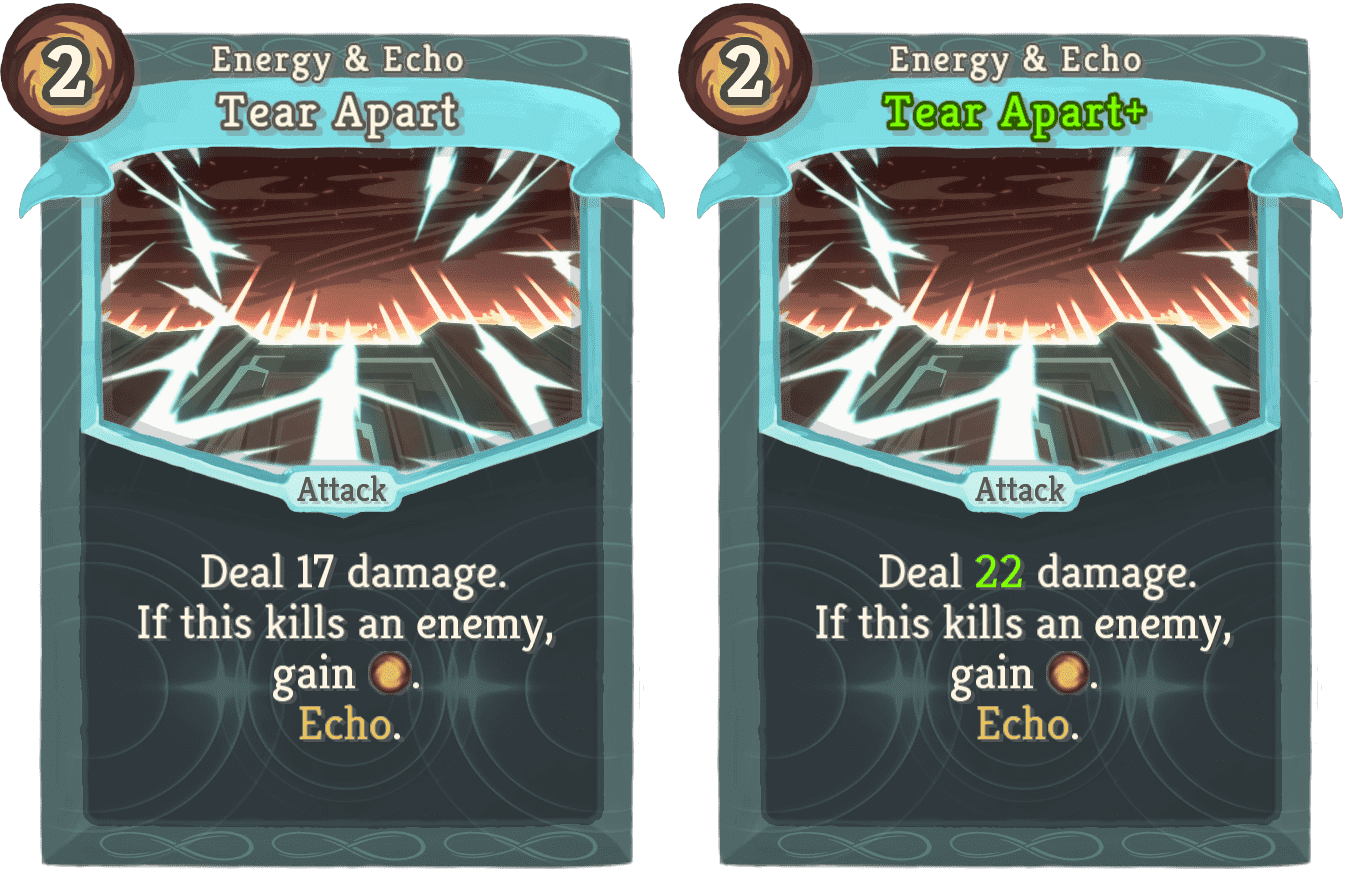 2
Energy & Echo
Tear Apart
Attack
Deal 17 damage.
If this kills an enemy,
gain .
Echo.
2
Energy & Echo
Tear Apart+
Attack
Deal 22 damage.
If this kills an enemy,
gain .
Echo.